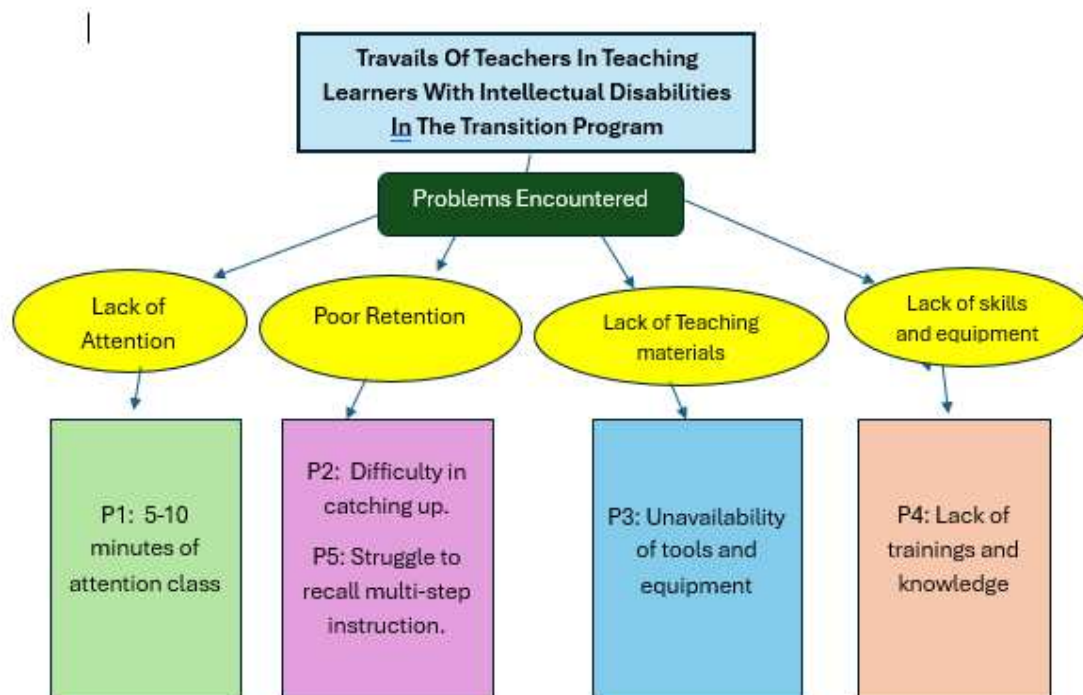 Travails Of Teachers In Teaching
Learners With Intellectual Disabilities
In The Transition Program
Problems Encountered
Lack of
Attention
Poor Retention
Lack of Teaching
materials
Lack of skills
and equipment
P1: 5-10
minutes of
attention class
P2: Difficulty in
catching up.
P5: Struggle to
recall multi-step
instruction.
P3: Unavailability
of tools and
equipment
P4: Lack of
trainings and
knowledge